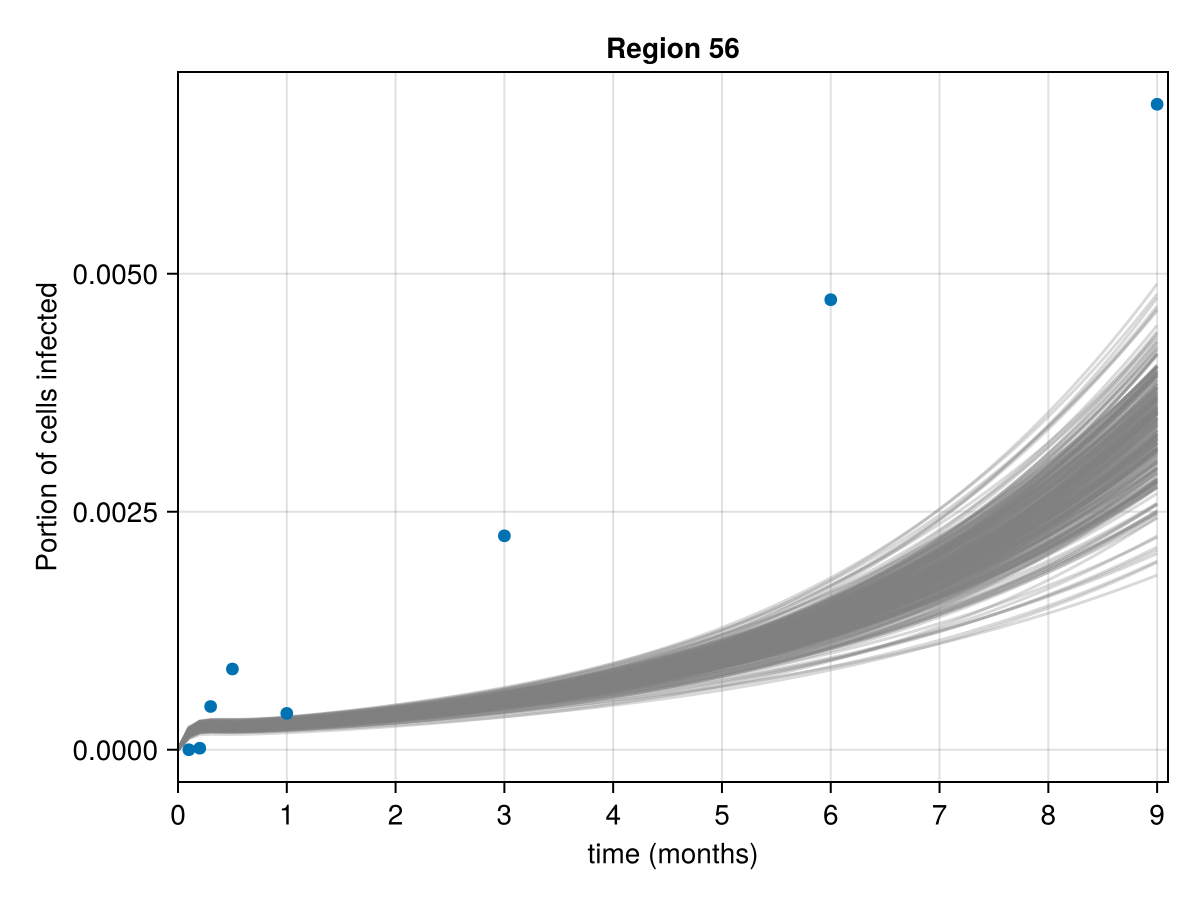 Region 56
Portion of cells infected
0.0050
0.0025
0.0000
0 1 2 3 4 5 6 7 8 9
time (months)